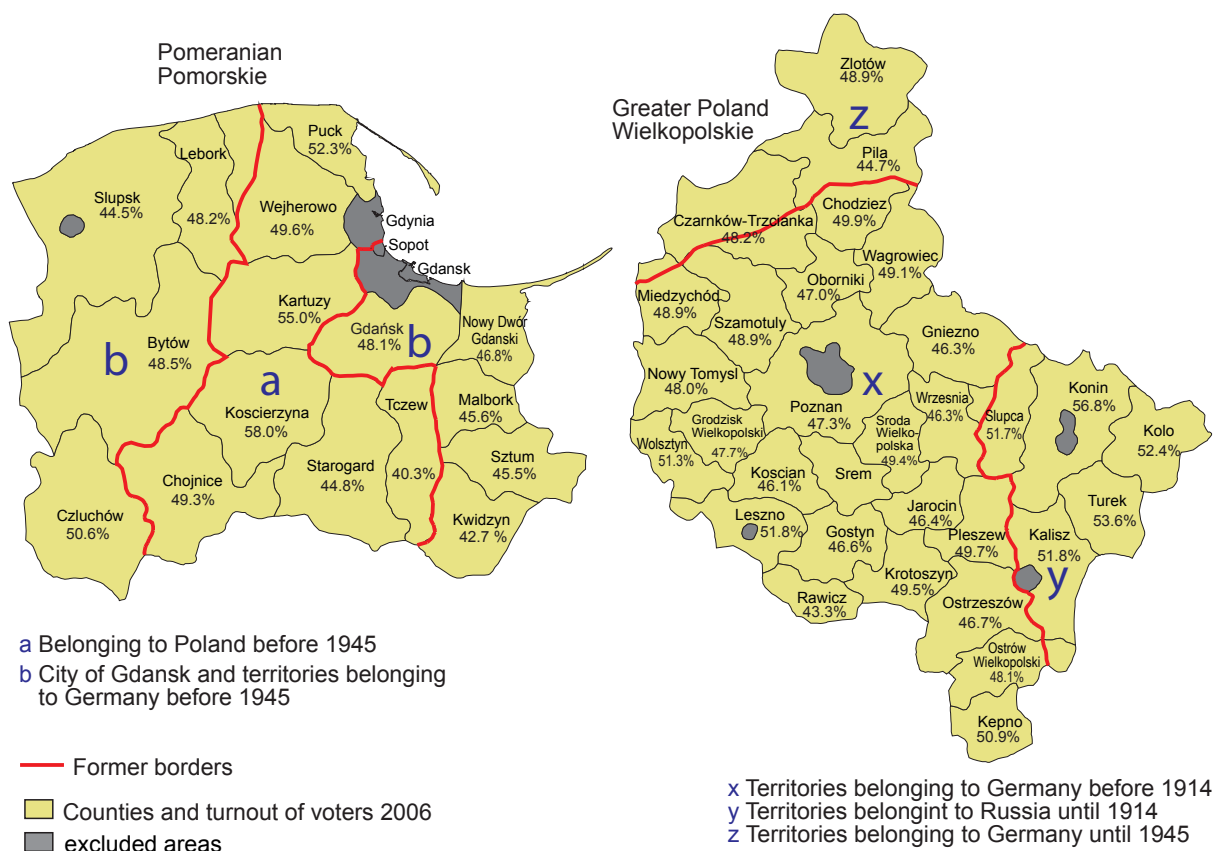 Pomeranian
Pomorskie
Puck
52.3%
Lebork
48.2%
Slupsk
44.5%
Wejherowo
49.6%
Gdynia
Sopot
Gdansk
Kartuzy
55.0%
Gdańsk
48.1%
b
Nowy Dwór
Gdanski
46.8%
b
Bytów
48.5%
a
Koscierzyna
58.0%
Tczew
40.3%
Malbork
45.6%
Sztum
45.5%
Starogard
44.8%
Chojnice
49.3%
Czluchów
50.6%
Kwidzyn
42.7 %
a Belonging to Poland before 1945
b City of Gdansk and territories belonging
to Germany before 1945
Former borders
Counties and turnout of voters 2006
excluded areas
Greater Poland
Wielkopolskie
Zlotów
48.9%
z
Pila
44.7%
Chodziez
49.9%
Czarnków-Trzcianka
48.2%
Wagrowiec
49.1%
Oborniki
47.0%
Miedzychód
48.9%
Szamotuly
48.9%
Gniezno
46.3%
Nowy Tomysl
48.0%
x
Poznan
47.3%
Wrzesnia
46.3%
Slupca
51.7%
Konin
56.8%
Kolo
52.4%
Grodzisk
Wielkopolski
47.7%
Wolsztyn
51.3%
Sroda
Wielko-
polska
49.4%
Koscian
46.1%
Srem
Turek
53.6%
Jarocin
46.4%
Leszno
51.8%
Gostyn
46.6%
Pleszew
49.7%
Kalisz
51.8%
y
Krotoszyn
49.5%
Rawicz
43.3%
Ostrzeszów
46.7%
Ostrów
Wielkopolski
48.1%
Kepno
50.9%
x Territories belonging to Germany before 1914
y Territories belongint to Russia until 1914
z Territories belonging to Germany until 1945